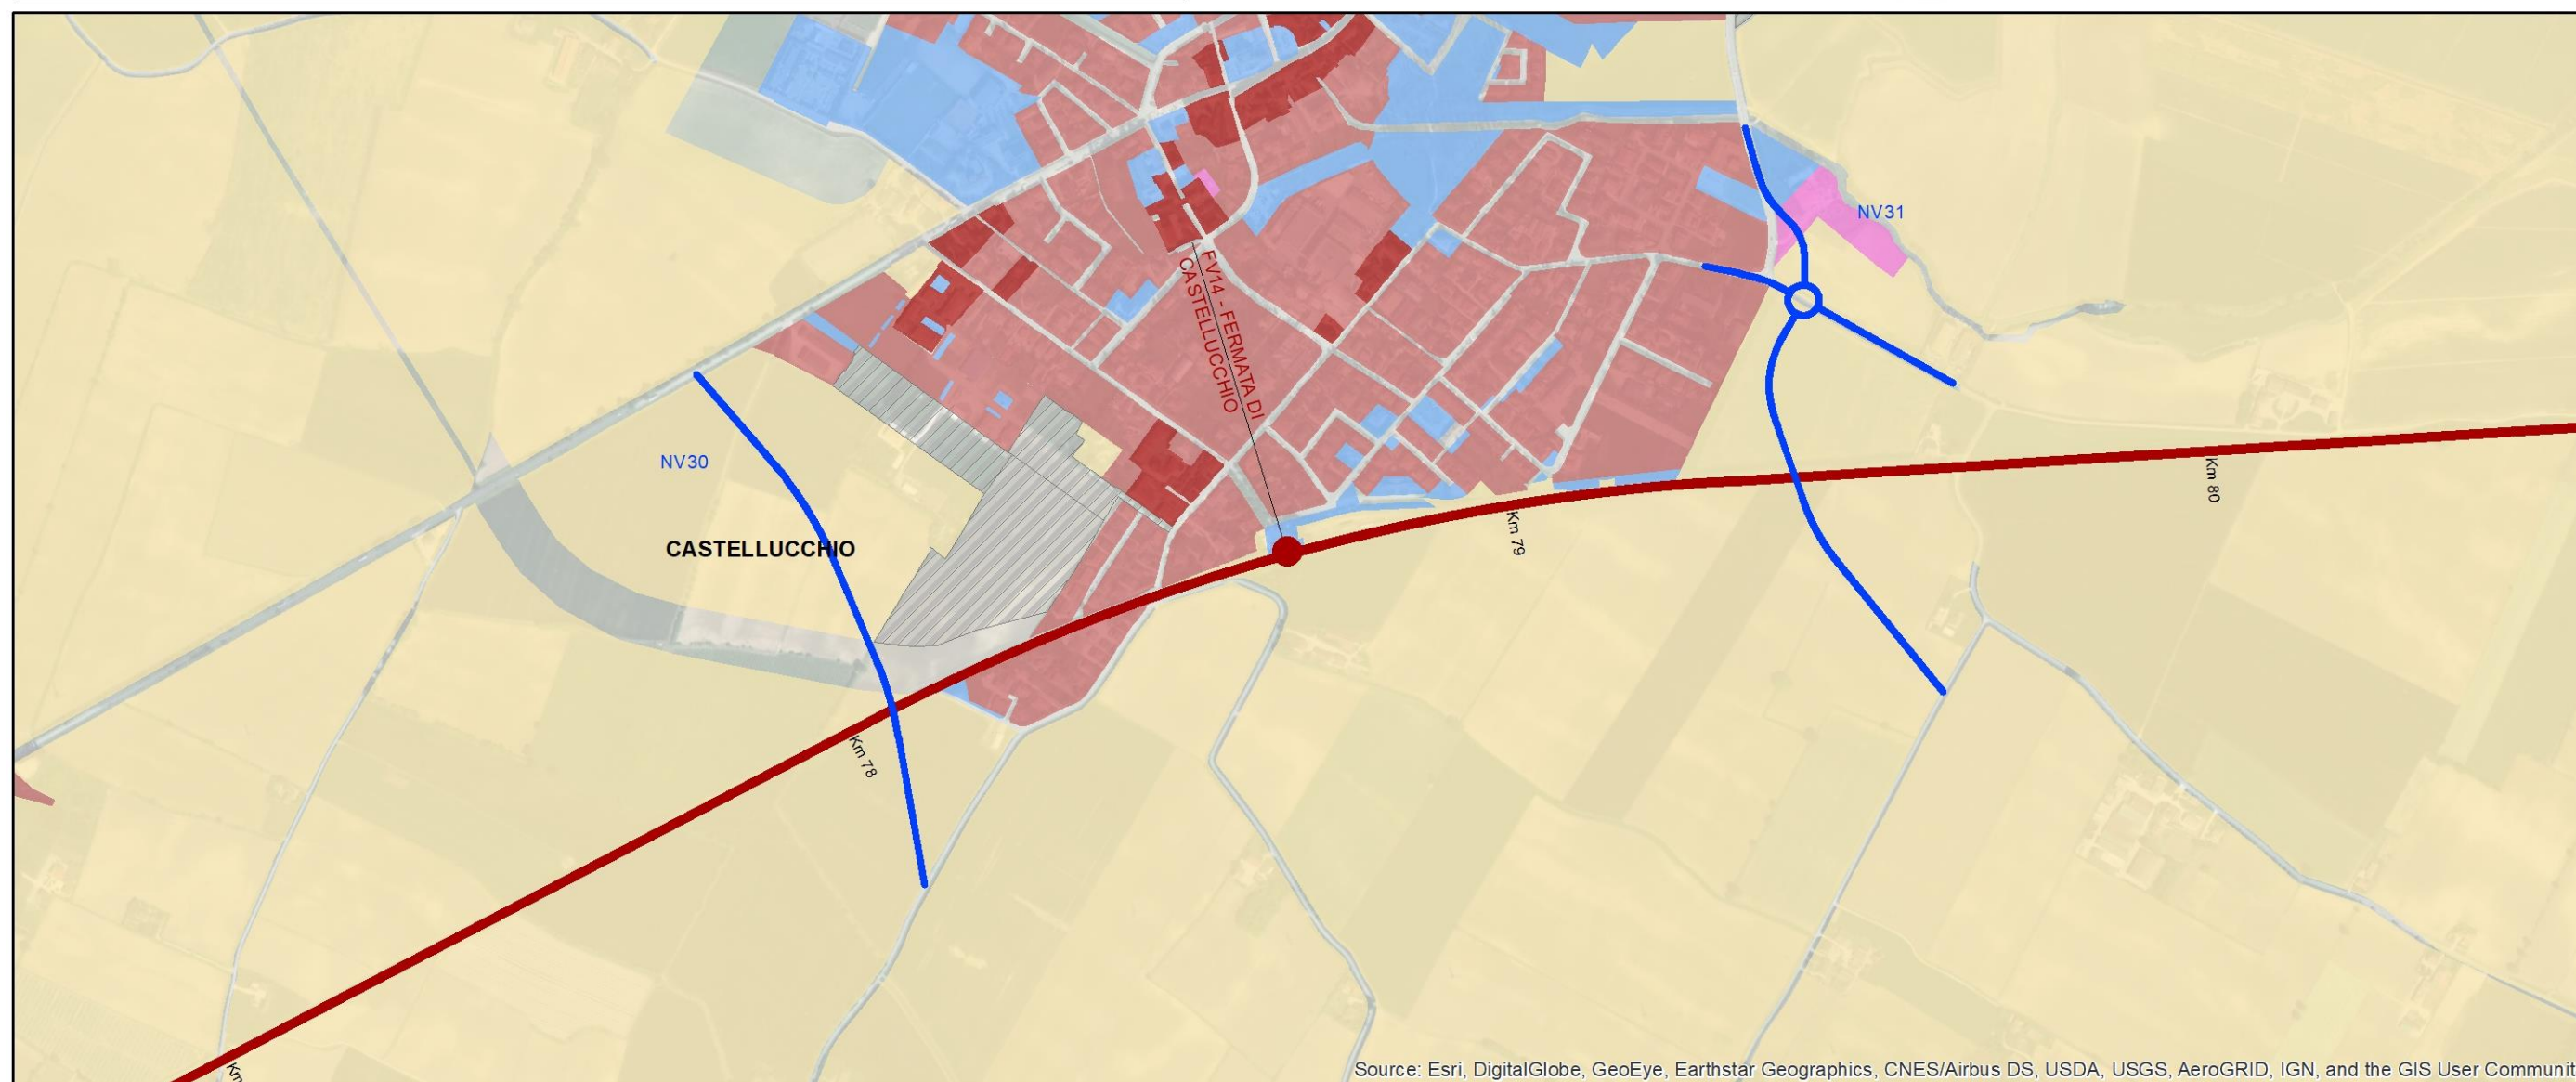 NV31
FV14 - FERMATA DI
CASTELLUCCHIO
NV30
Km 80
Km 79
CASTELLUCCHIO
Km 78
Km
Source: Esri, DigitalGlobe, GeoEye, Earthstar Geographics, CNES/Airbus DS, USDA, USGS, AeroGRID, IGN, and the GIS User Communit